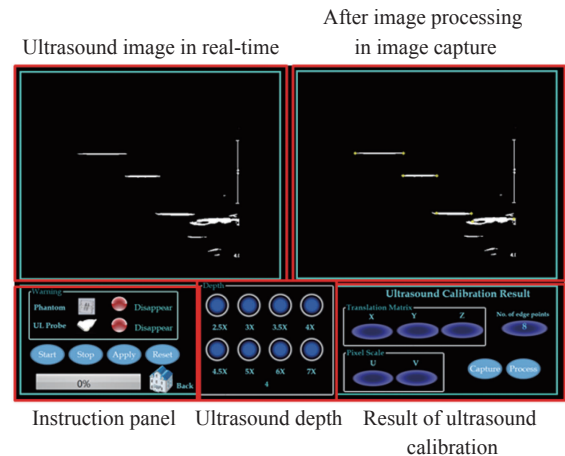 After image processing
Ultrasound image in real-time
in image capture
Warning
Phantom
Disappear
UL Probe
Disappear
Start
Stop
Apply
Reset
0%
Back
Depth
2.5X
3X
3.5X
4X
4.5X
5X
6X
7X
4
Ultrasound Calibration Result
Translation Matrix
X
Y
Z
No. of edge points
8
Pixel Scale
U
V
Capture
Process
Instruction panel
Ultrasound depth
Result of ultrasound
calibration